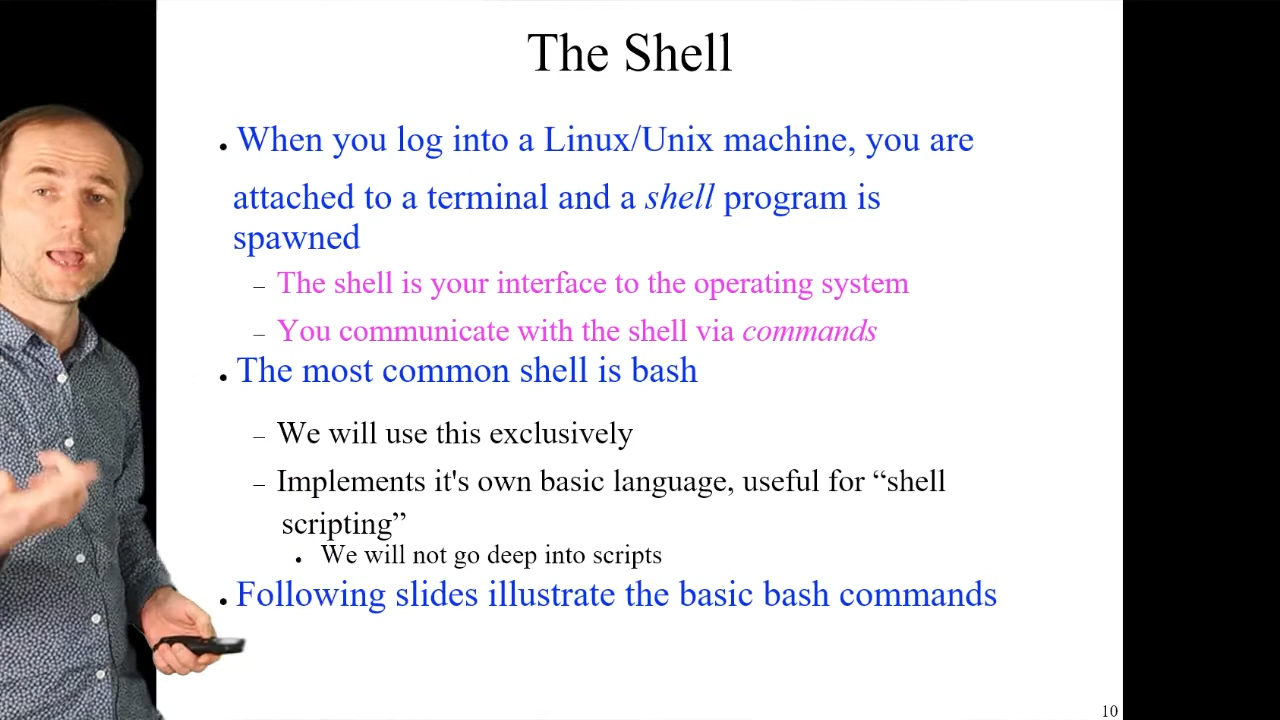 The Shell
• When you log into a Linux/Unix machine, you are
attached to a terminal and a shell program is
spawned
– The shell is your interface to the operating system
– You communicate with the shell via commands
• The most common shell is bash
– We will use this exclusively
– Implements it's own basic language, useful for “shell
scripting”
• We will not go deep into scripts
• Following slides illustrate the basic bash commands
10